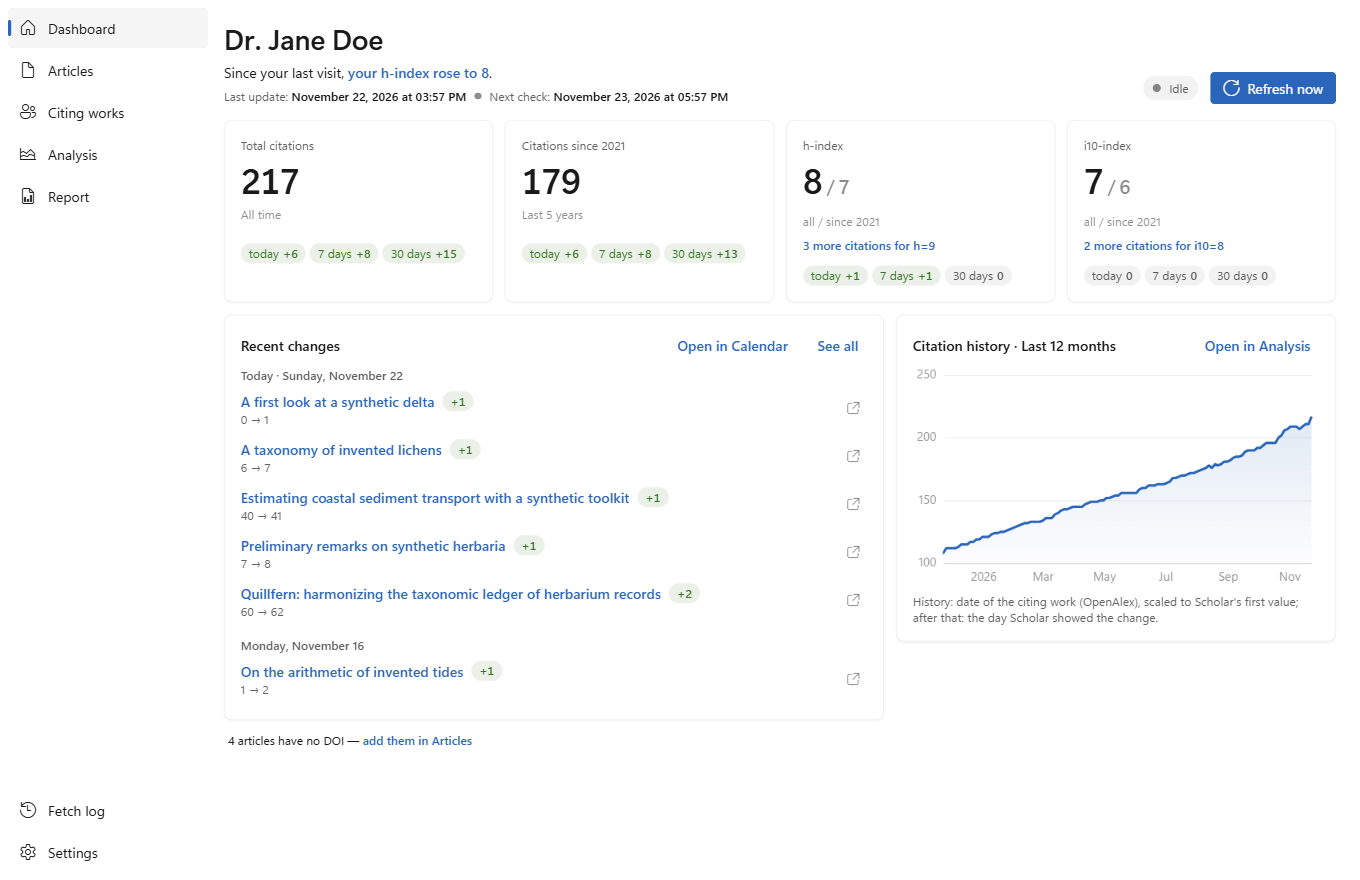 Dashboard
Articles
Citing works
Analysis
Report
Fetch log
Settings
Dr. Jane Doe
Since your last visit, your h-index rose to 8.
Last update: November 22, 2026 at 03:57 PM ● Next check: November 23, 2026 at 05:57 PM
Idle
Refresh now
Total citations
217
All time
today +6 7 days +8 30 days +15
Citations since 2021
179
Last 5 years
today +6 7 days +8 30 days +13
h-index
8 / 7
all / since 2021
3 more citations for h=9
today +1 7 days +1 30 days 0
i10-index
7 / 6
all / since 2021
2 more citations for i10=8
today 0 7 days 0 30 days 0
Recent changes Open in Calendar See all
Today · Sunday, November 22
A first look at a synthetic delta +1
0 → 1
A taxonomy of invented lichens +1
6 → 7
Estimating coastal sediment transport with a synthetic toolkit +1
40 → 41
Preliminary remarks on synthetic herbaria +1
7 → 8
Quillfern: harmonizing the taxonomic ledger of herbarium records +2
60 → 62
Monday, November 16
On the arithmetic of invented tides +1
1 → 2
4 articles have no DOI — add them in Articles
Citation history · Last 12 months Open in Analysis
250
200
150
100
2026 Mar May Jul Sep Nov
History: date of the citing work (OpenAlex), scaled to Scholar's first value;
after that: the day Scholar showed the change.